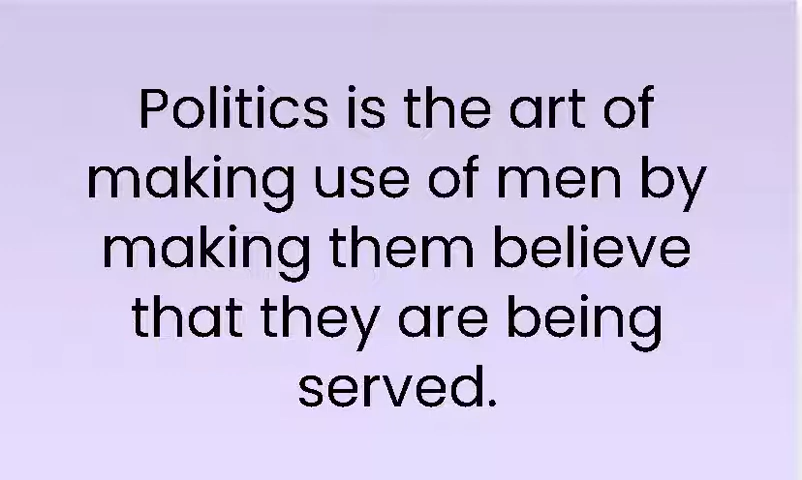 Politics is the art of
making use of men by
making them believe
that they are being
served.